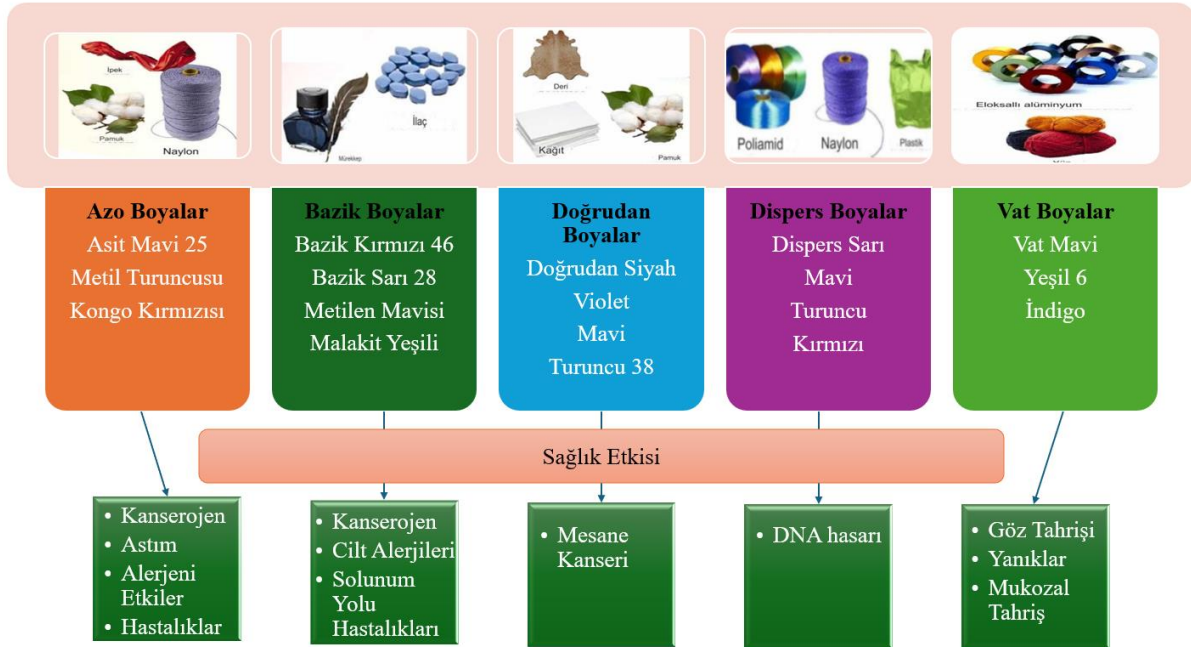 İpek
Pamuk
Naylon
İlaç
Mürekkep
Deri
Kağıt
Pamuk
Poliamid
Naylon
Plastik
Eloksallı alüminyum
Azo Boyalar
Asit Mavi 25
Metil Turuncusu
Kongo Kırmızısı
Bazik Boyalar
Bazik Kırmızı 46
Bazik Sarı 28
Metilen Mavisi
Malakit Yeşili
Doğrudan
Boyalar
Doğrudan Siyah
Violet
Mavi
Turuncu 38
Dispers Boyalar
Dispers Sarı
Mavi
Turuncu
Kırmızı
Vat Boyalar
Vat Mavi
Yeşil 6
İndigo
Sağlık Etkisi
• Kanserojen
• Astım
• Alerjeni
Etkiler
• Hastalıklar
• Kanserojen
• Cilt Alerjileri
• Solunum
Yolu
Hastalıkları
• Mesane
Kanseri
• DNA hasarı
• Göz Tahrişi
• Yanıklar
• Mukozal
Tahriş